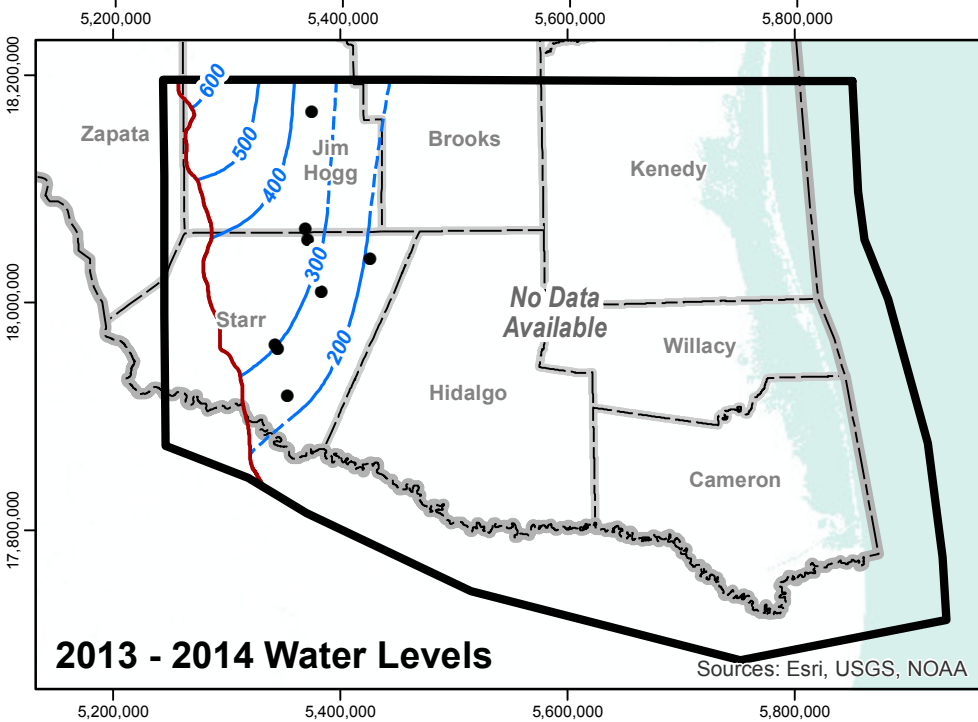 5,200,000
5,400,000
5,600,000
5,800,000
18,200,000
18,000,000
17,800,000
600
500
400
300
200
Zapata
Jim
Hogg
Brooks
Kenedy
Starr
No Data
Available
Willacy
Hidalgo
Cameron
2013 - 2014 Water Levels
Sources: Esri, USGS, NOAA
5,200,000
5,400,000
5,600,000
5,800,000